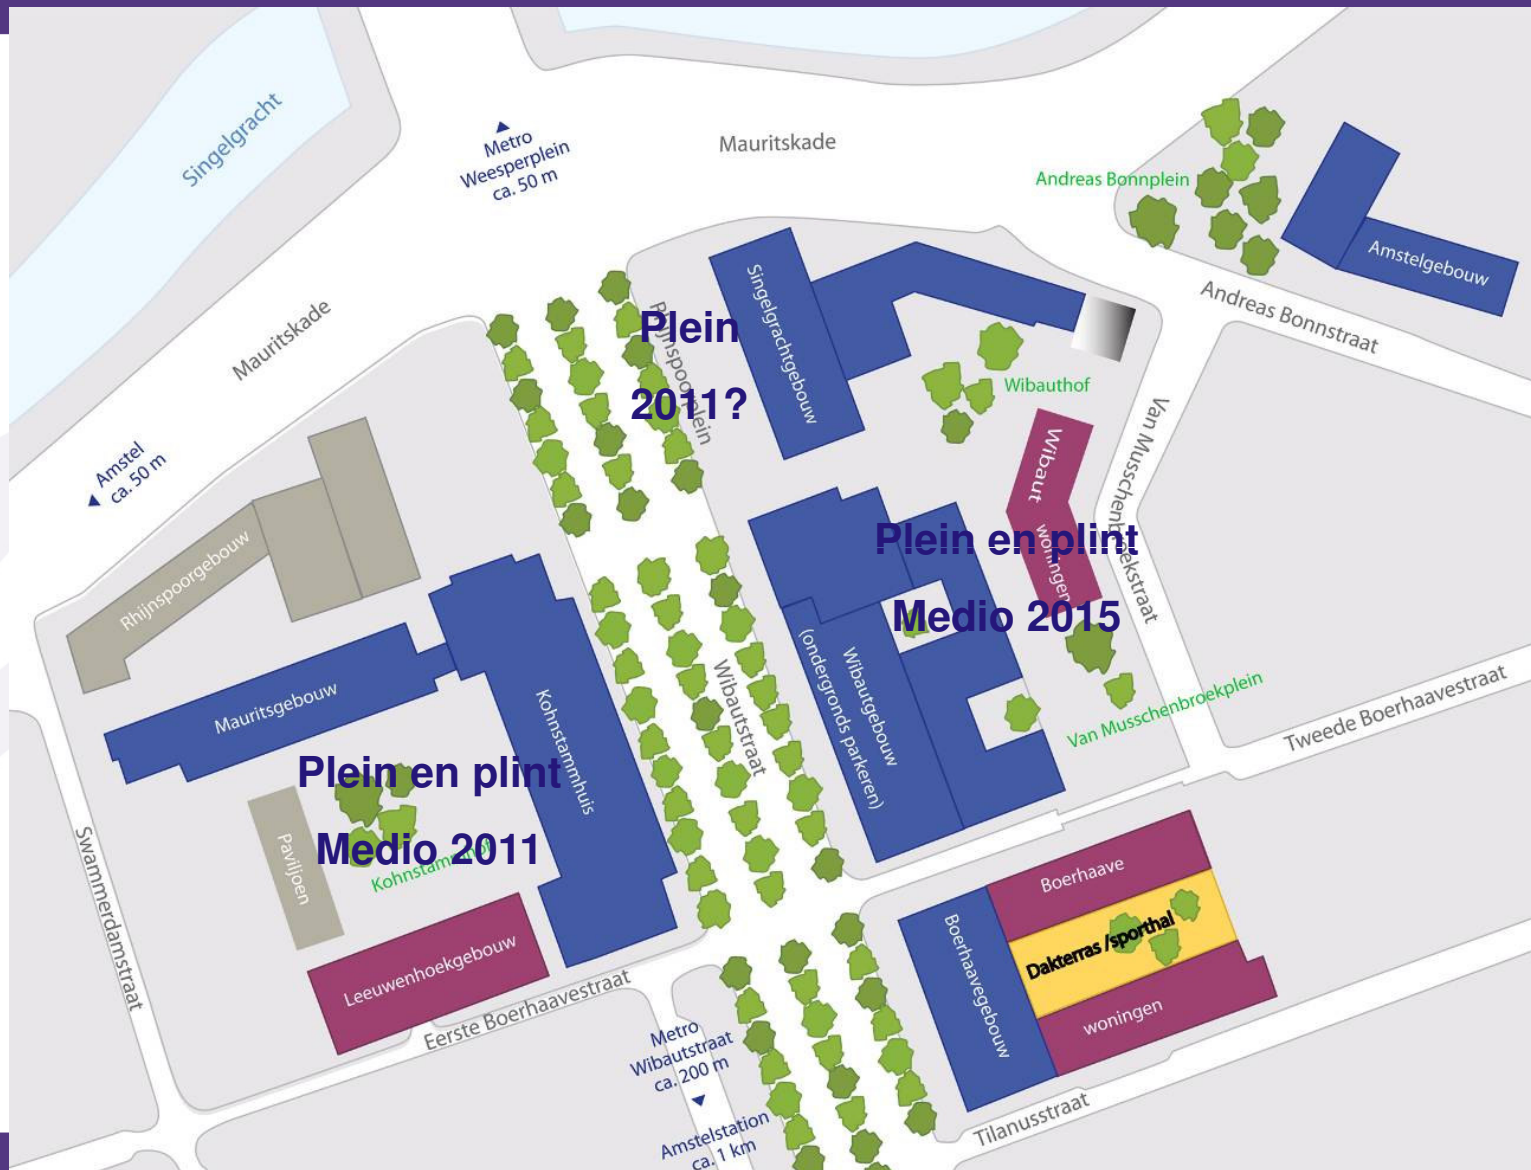 Singelgracht
Metro
Weesperplein
ca. 50 m
Mauritskade
Andreas Bonnplein
Amstelgebouw
Andreas Bonnstraat
Mauritskade
Rhijnspoorplein
Plein
2011?
Singelgrachtgebouw
Wibauthof
Van Musschenbroekstraat
Amstel
ca. 50 m
Rhijnspoorgebouw
Wibaut
woningen
Plein en plint
Medio 2015
Mauritsgebouw
Kohnstammhuis
Wibautstraat
Wibautgebouw
(ondergronds parkeren)
Van Musschenbroekplein
Tweede Boerhaavestraat
Plein en plint
Medio 2011
Paviljoen
Kohnstammhof
Swammerdamstraat
Leeuwenhoekgebouw
Eerste Boerhaavestraat
Boerhaave
Boerhaavegebouw
Dakterras /sporthal
woningen
Metro
Wibautstraat
ca. 200 m
Amstelstation
ca. 1 km
Tilanusstraat